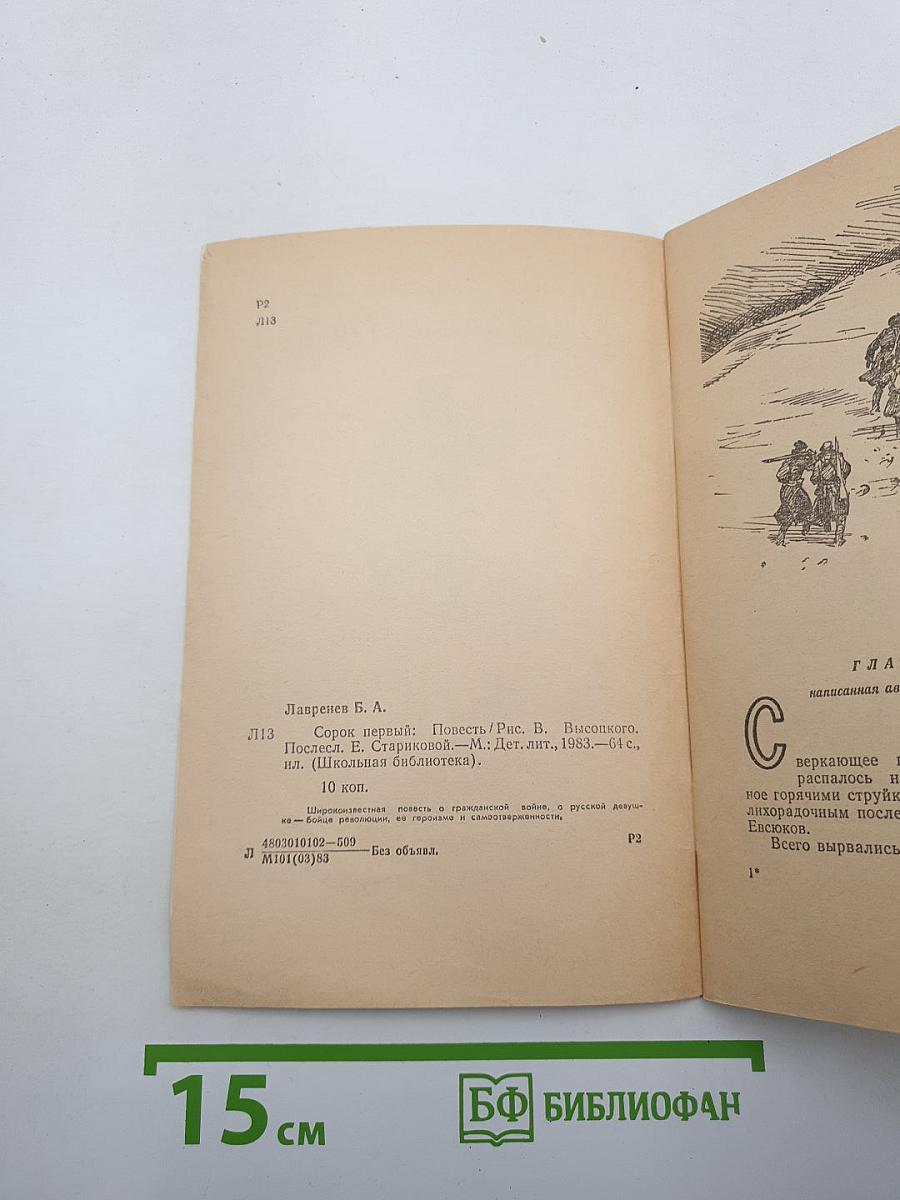 Р2
Л13
Лавренев Б. А.
Л13 Сорок первый: Повесть/Рис. В. Высоцкого.
Послесл. Е. Стариковой.—М.: Дет. лит., 1983.—64 с.,
ил. (Школьная библиотека).
10 коп.
Широкоизвестная повесть о гражданской войне, о русской девуш-
ке — бойце революции, ее героизме и самоотверженности.
Л 4803010102—509
М101(03)83 —Без объявл. Р2
ГЛА
написанная ав
Сверкающее
распалось н
ное горячими струйк
лихорадочным после
Евсюков.
Всего вырвались
1*
15 см
БФ БИБЛИОФАН